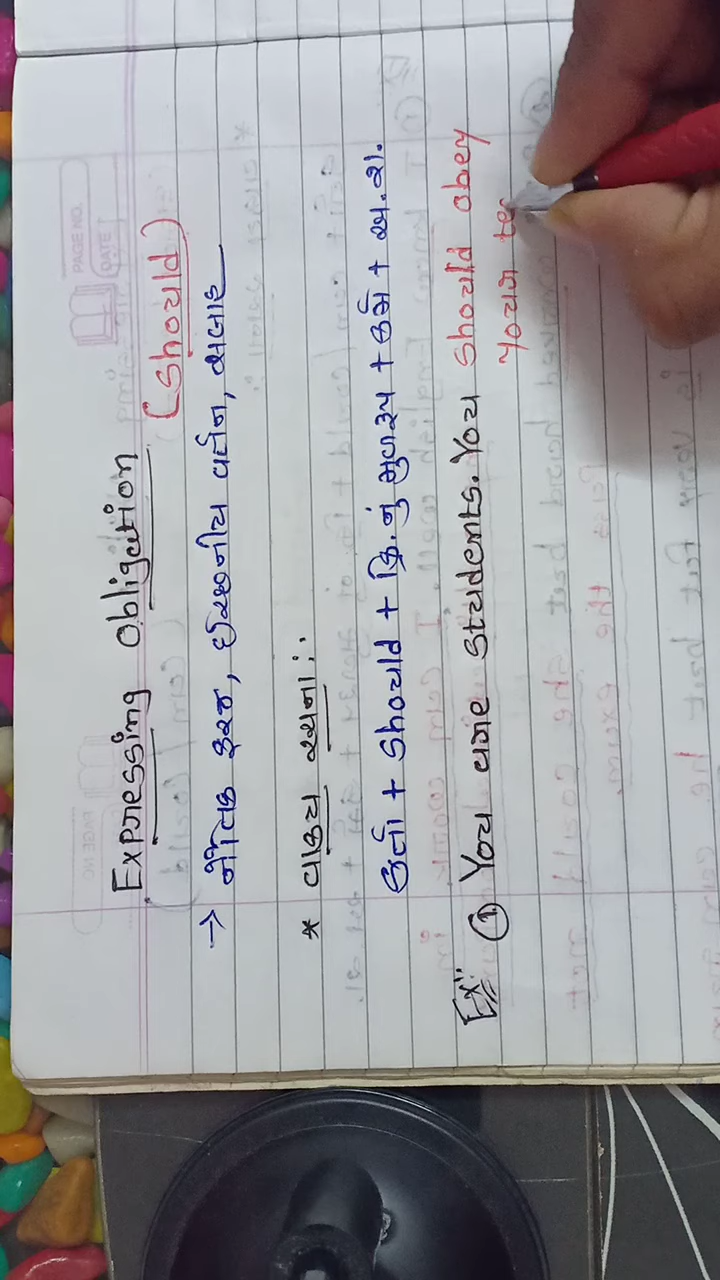 Expressing Obligation
(Should)
→ નૈતિક ફરજ, ઈચ્છનીય વર્તન, સલાહ
* વાક્ય રચના:
કર્તા + Should + ક્રિ.નું મુળરૂપ + કર્મ + અ.શ.
Ex: ① You are students. You should obey
your te